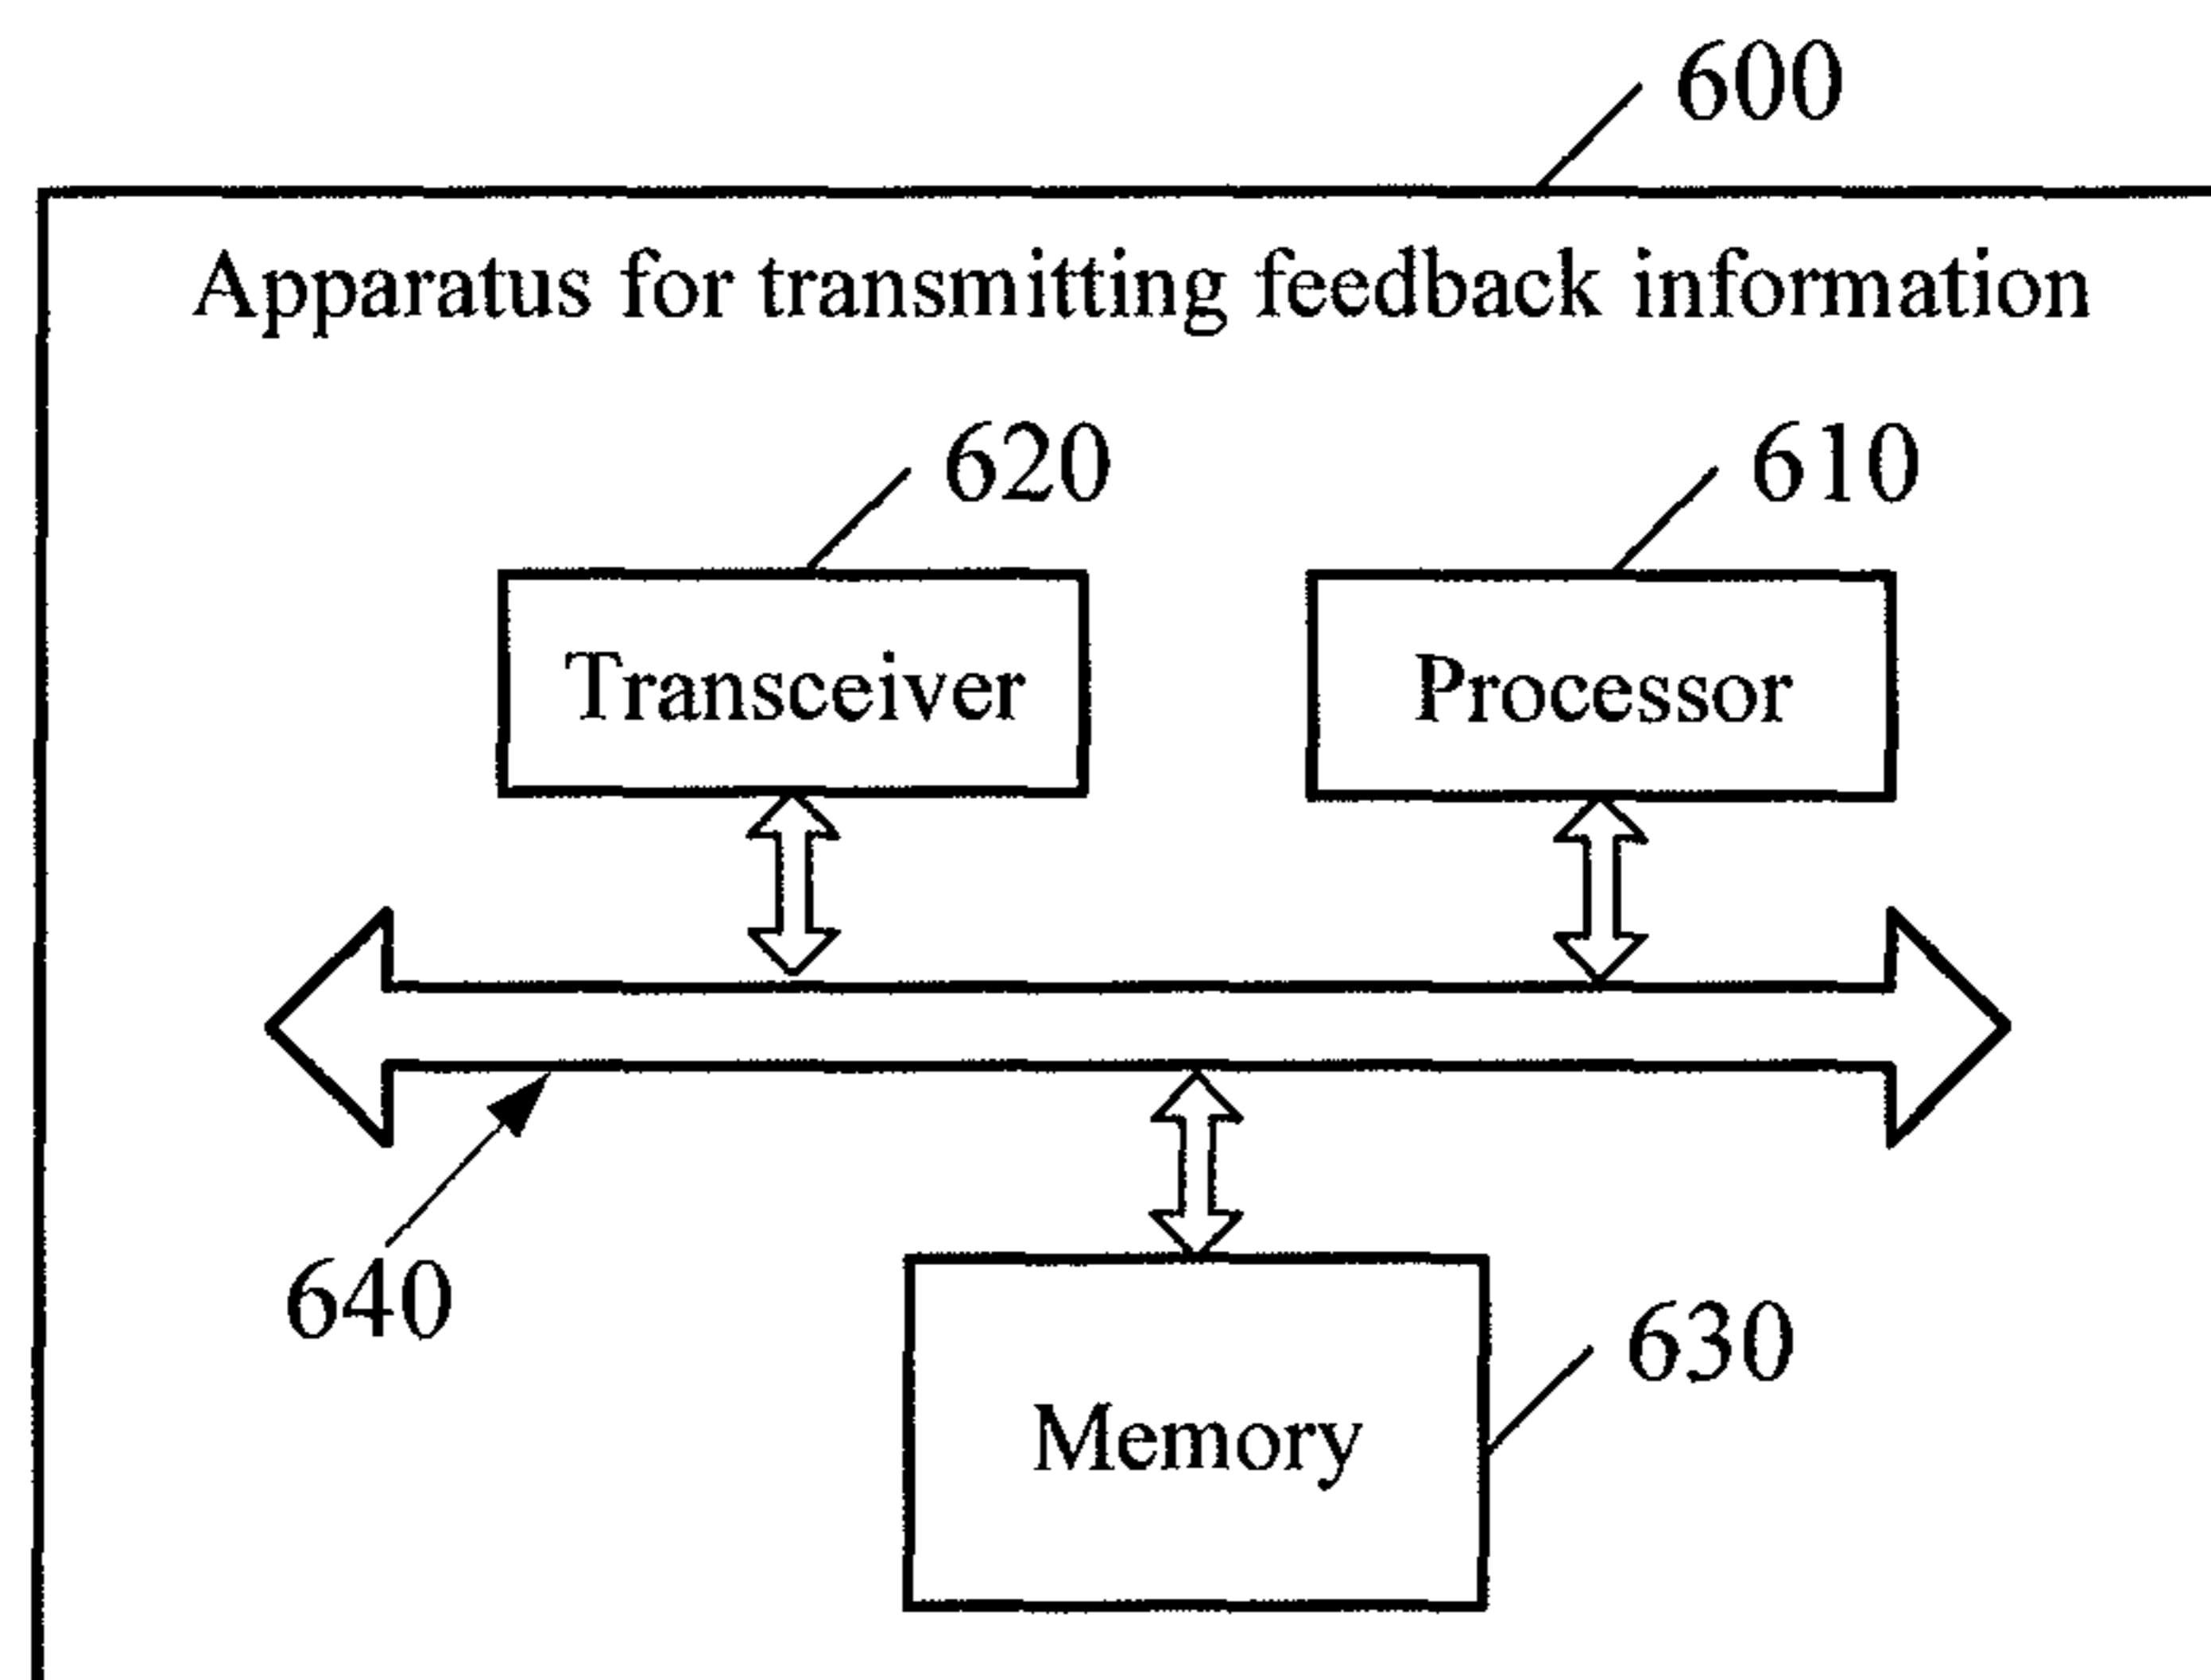 600
Apparatus for transmitting feedback information
620
610
Transceiver
Processor
640
630
Memory